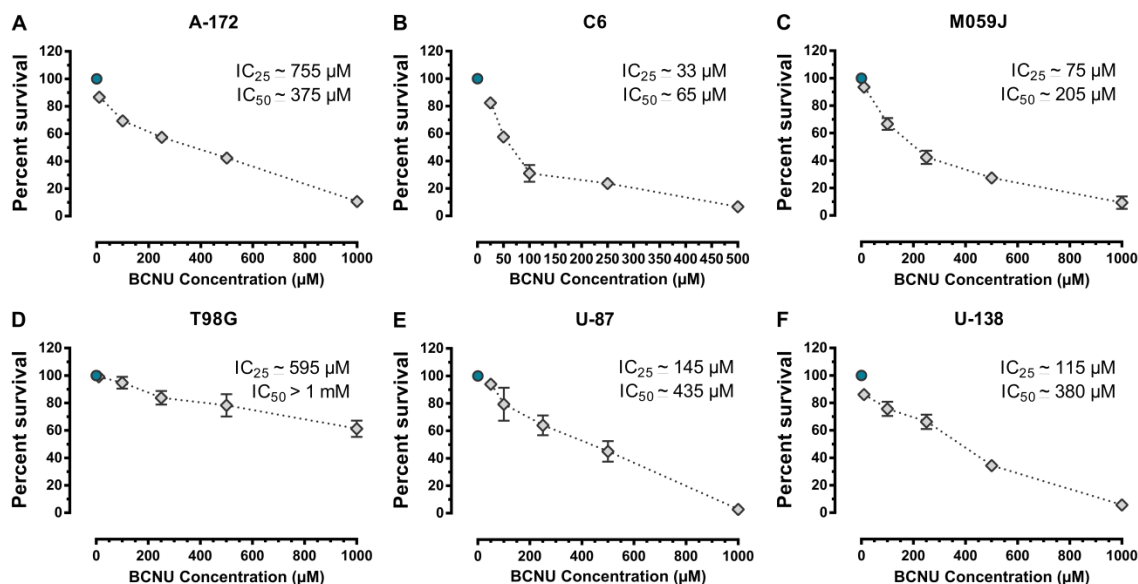 A
A-172
Percent survival
120
100
80
60
40
20
0
IC25 ~ 755 µM
IC50 ~ 375 µM
0 200 400 600 800 1000
BCNU Concentration (µM)
B
C6
Percent survival
120
100
80
60
40
20
0
IC25 ~ 33 µM
IC50 ~ 65 µM
0 50 100 150 200 250 300 350 400 450 500
BCNU Concentration (µM)
C
M059J
Percent survival
120
100
80
60
40
20
0
IC25 ~ 75 µM
IC50 ~ 205 µM
0 200 400 600 800 1000
BCNU Concentration (µM)
D
T98G
Percent survival
120
100
80
60
40
20
0
IC25 ~ 595 µM
IC50 > 1 mM
0 200 400 600 800 1000
BCNU Concentration (µM)
E
U-87
Percent survival
120
100
80
60
40
20
0
IC25 ~ 145 µM
IC50 ~ 435 µM
0 200 400 600 800 1000
BCNU Concentration (µM)
F
U-138
Percent survival
120
100
80
60
40
20
0
IC25 ~ 115 µM
IC50 ~ 380 µM
0 200 400 600 800 1000
BCNU Concentration (µM)